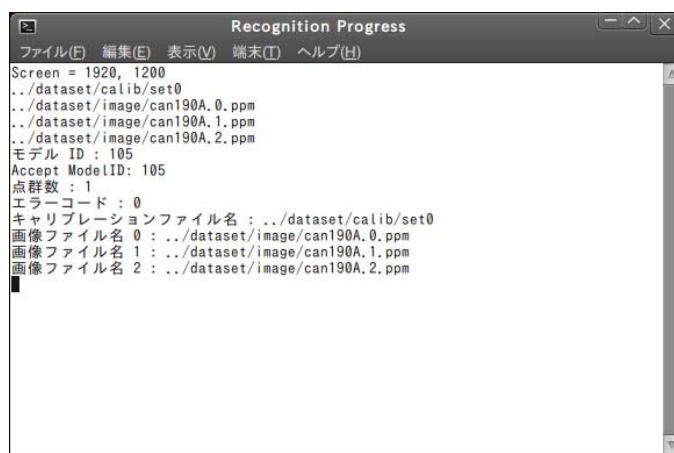 Recognition Progress
ファイル(F) 編集(E) 表示(V) 端末(T) ヘルプ(H)
Screen = 1920, 1200
../dataset/calib/set0
../dataset/image/can190A.0.ppm
../dataset/image/can190A.1.ppm
../dataset/image/can190A.2.ppm
モデル ID : 105
Accept ModelID: 105
点群数 : 1
エラーコード : 0
キャリブレーションファイル名 : ../dataset/calib/set0
画像ファイル名 0 : ../dataset/image/can190A.0.ppm
画像ファイル名 1 : ../dataset/image/can190A.1.ppm
画像ファイル名 2 : ../dataset/image/can190A.2.ppm